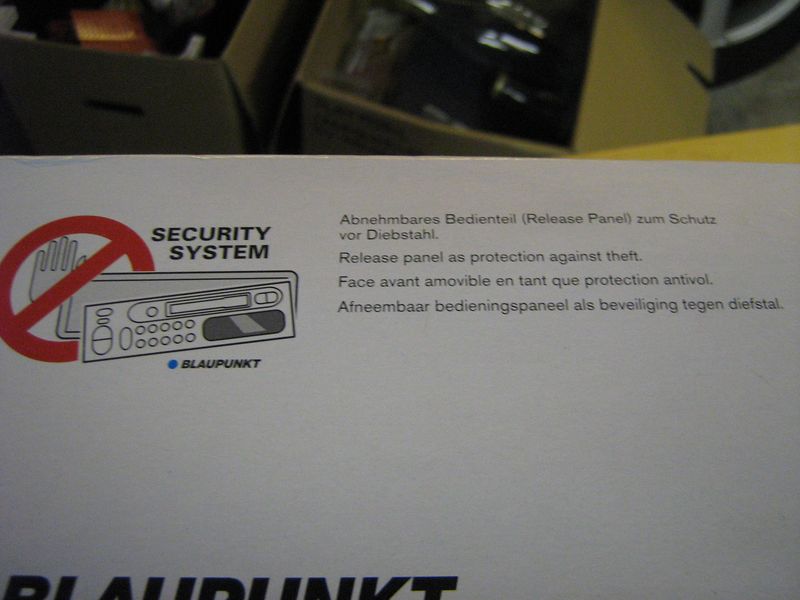 SECURITY
SYSTEM
BLAUPUNKT
Abnehmbares Bedienteil (Release Panel) zum Schutz
vor Diebstahl.
Release panel as protection against theft.
Face avant amovible en tant que protection antivol.
Afneembaar bedieningspaneel als beveiliging tegen diefstal.
BLAUPUNKT